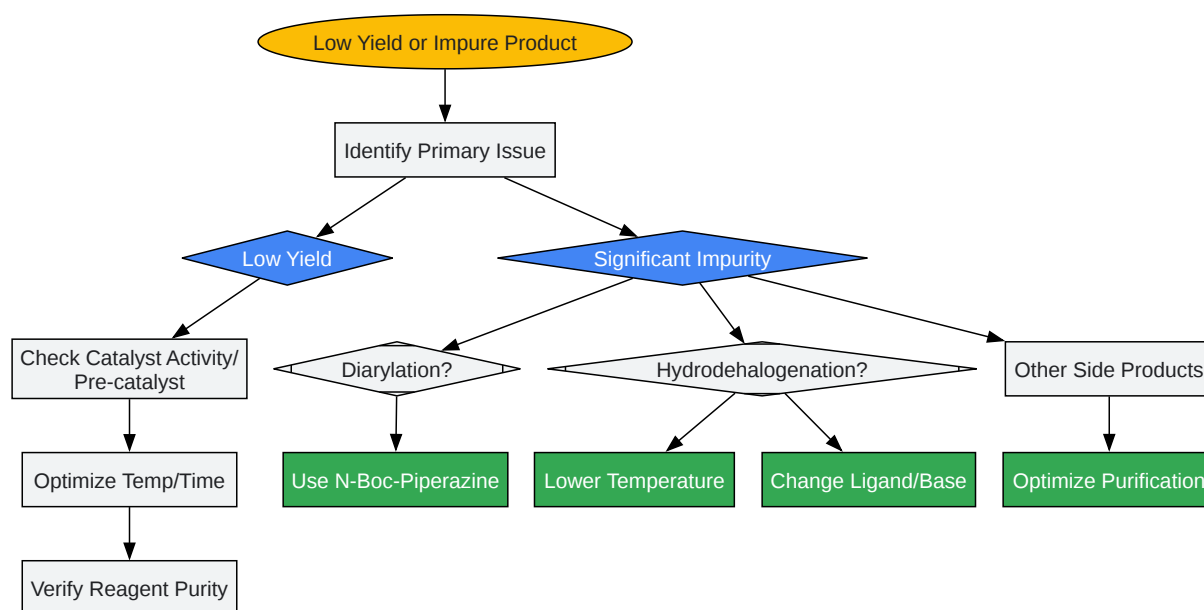 Low Yield or Impure Product
Identify Primary Issue
Low Yield
Significant Impurity
Check Catalyst Activity/
Pre-catalyst
Diarylation?
Hydrodehalogenation?
Other Side Products
Optimize Temp/Time
Use N-Boc-Piperazine
Lower Temperature
Change Ligand/Base
Optimize Purification
Verify Reagent Purity